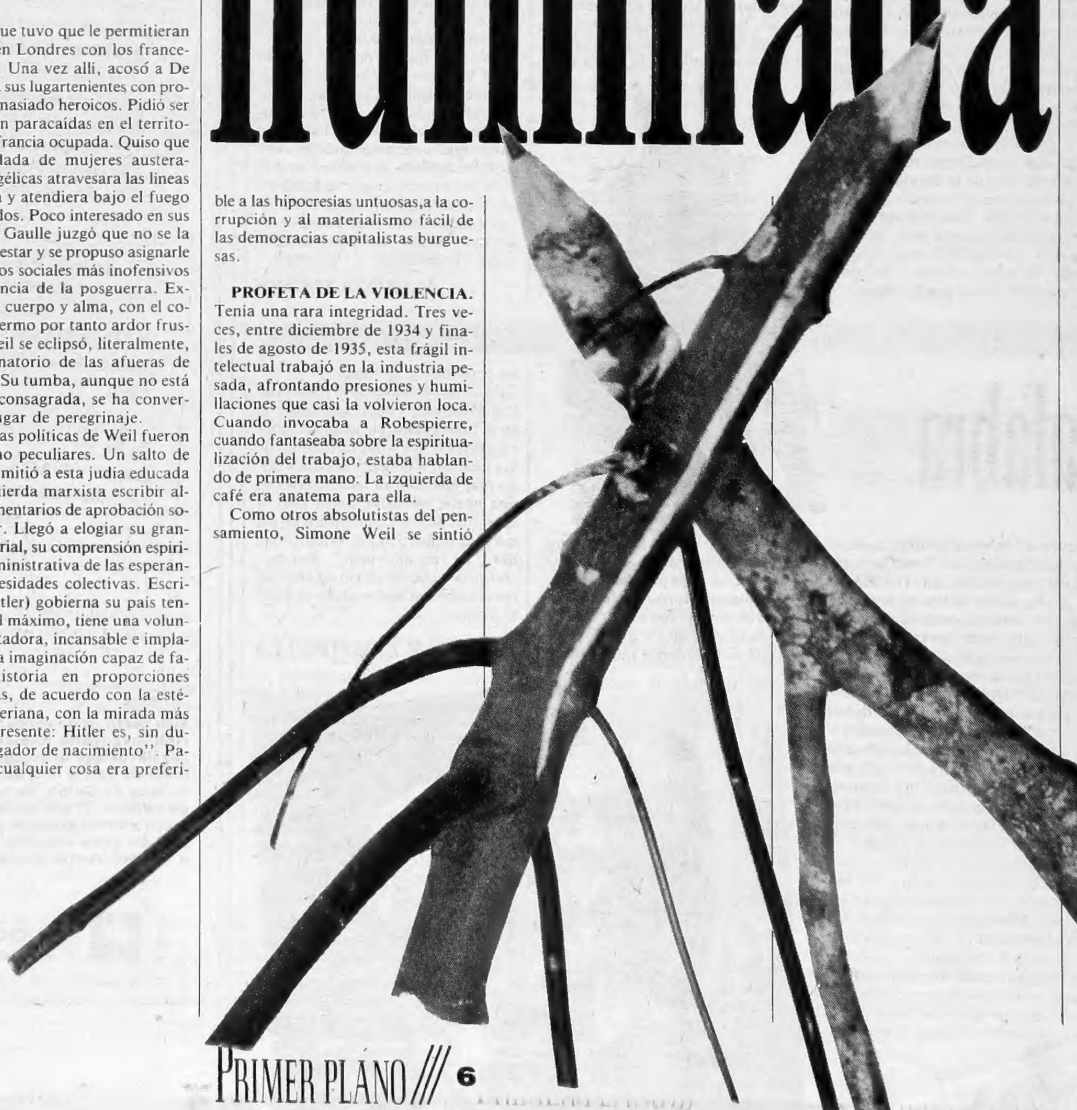 humillada
ue tuvo que le permitieran
en Londres con los france-
Una vez allí, acosó a De
sus lugartenientes con pro-
masiado heroicos. Pidió ser
n paracaídas en el territo-
Francia ocupada. Quiso que
lada de mujeres austera-
gélicas atravesara las líneas
y atendiera bajo el fuego
dos. Poco interesado en sus
Gaulle juzgó que no se la
estar y se propuso asignarle
os sociales más inofensivos
ncia de la posguerra. Ex-
cuerpo y alma, con el co-
ermo por tanto ardor frus-
eil se eclipsó, literalmente,
natorio de las afueras de
Su tumba, aunque no está
consagrada, se ha conver-
ugar de peregrinaje.
as políticas de Weil fueron
no peculiares. Un salto de
mitió a esta judía educada
uierda marxista escribir al-
mentarios de aprobación so-
r. Llegó a elogiar su gran-
rial, su comprensión espiri-
ministrativa de las esperan-
esidades colectivas. Escri-
tler) gobierna su país ten-
l máximo, tiene una volun-
tadora, incansable e impla-
a imaginación capaz de fa-
istoria en proporciones
s, de acuerdo con la esté-
eriana, con la mirada más
resente: Hitler es, sin du-
gador de nacimiento’’. Pa-
cualquier cosa era preferi-
ble a las hipocresías untuosas,a la co-
rrupción y al materialismo fácil de
las democracias capitalistas burgue-
sas.
PROFETA DE LA VIOLENCIA.
Tenía una rara integridad. Tres ve-
ces, entre diciembre de 1934 y fina-
les de agosto de 1935, esta frágil in-
telectual trabajó en la industria pe-
sada, afrontando presiones y humi-
llaciones que casi la volvieron loca.
Cuando invocaba a Robespierre,
cuando fantaseaba sobre la espiritua-
lización del trabajo, estaba hablan-
do de primera mano. La izquierda de
café era anatema para ella.
Como otros absolutistas del pen-
samiento, Simone Weil se sintió
PRIMER PLANO /// 6